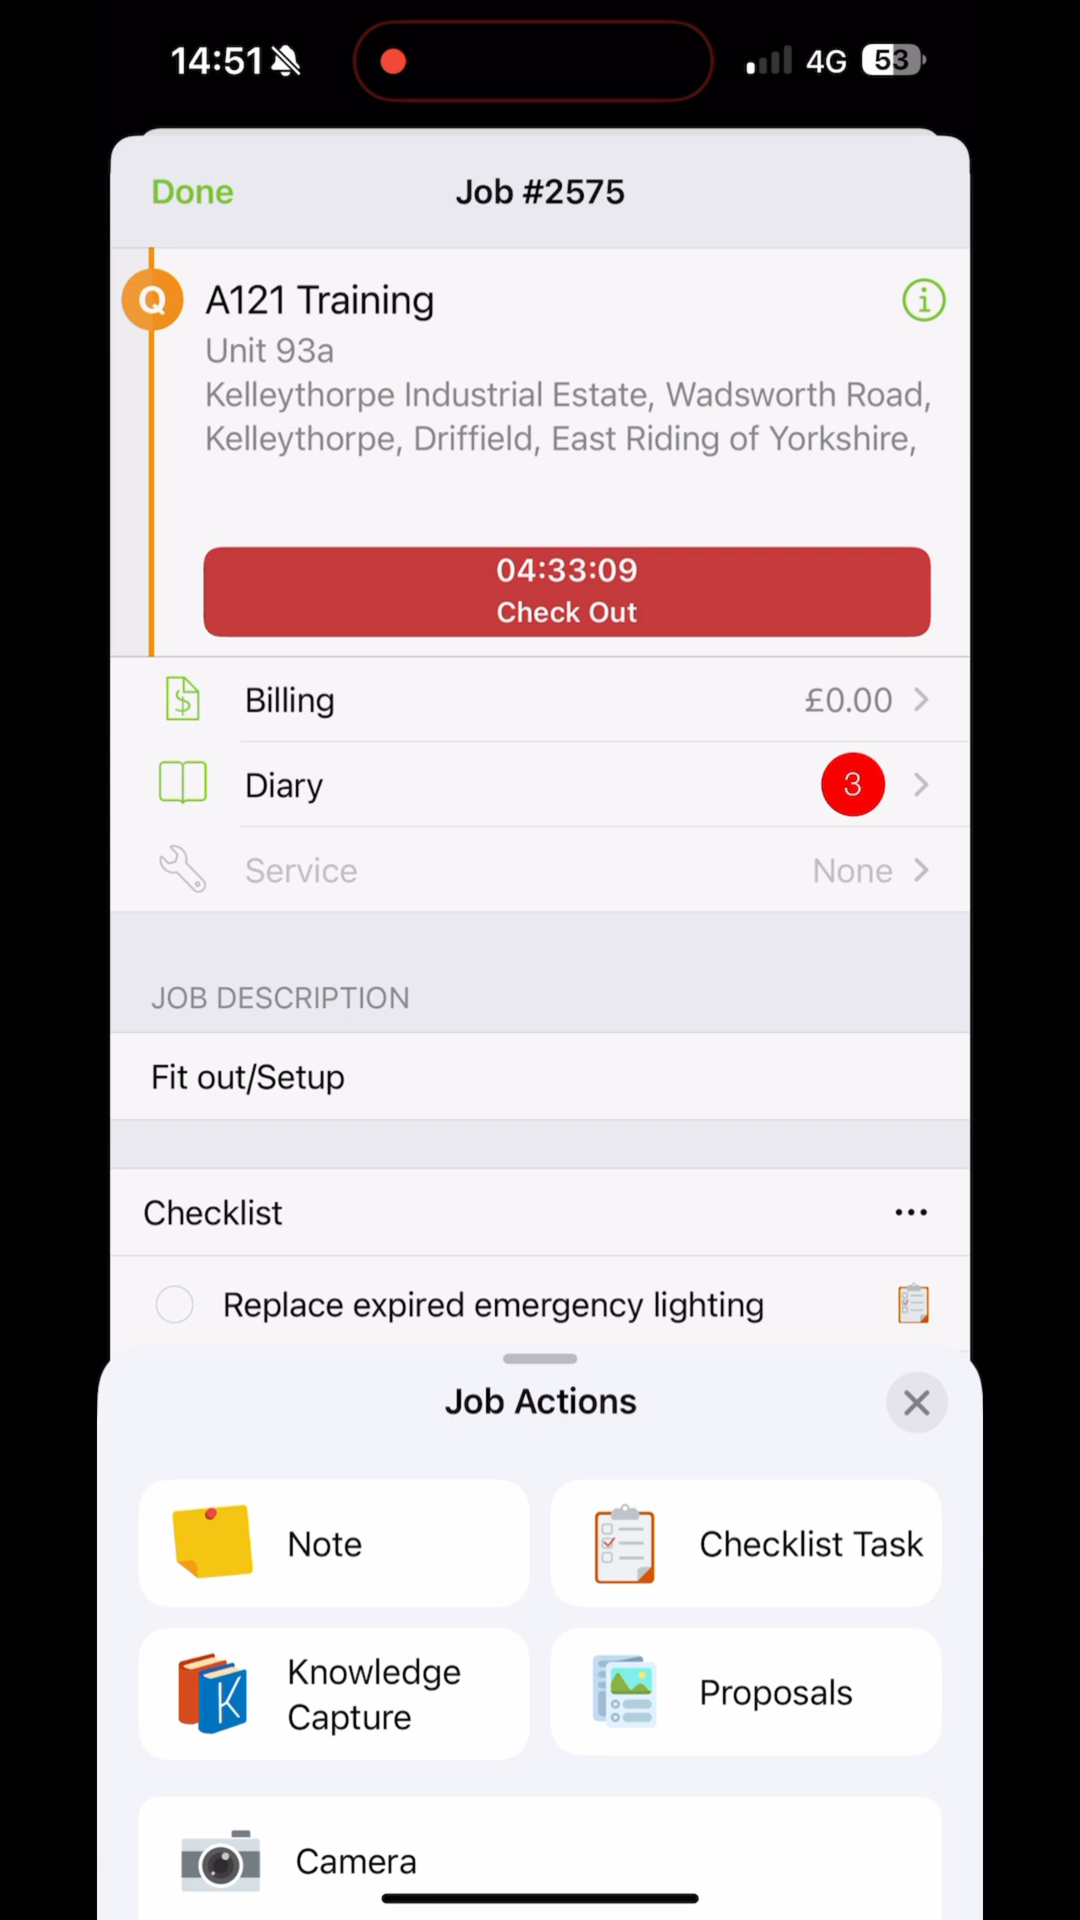 14:51
4G
53
Done
Job #2575
Q
A121 Training
Unit 93a
Kelleythorpe Industrial Estate, Wadsworth Road,
Kelleythorpe, Driffield, East Riding of Yorkshire,
04:33:09
Check Out
Billing
£0.00
Diary
3
Service
None
JOB DESCRIPTION
Fit out/Setup
Checklist
Replace expired emergency lighting
Job Actions
Note
Checklist Task
K
Knowledge
Capture
Proposals
Camera